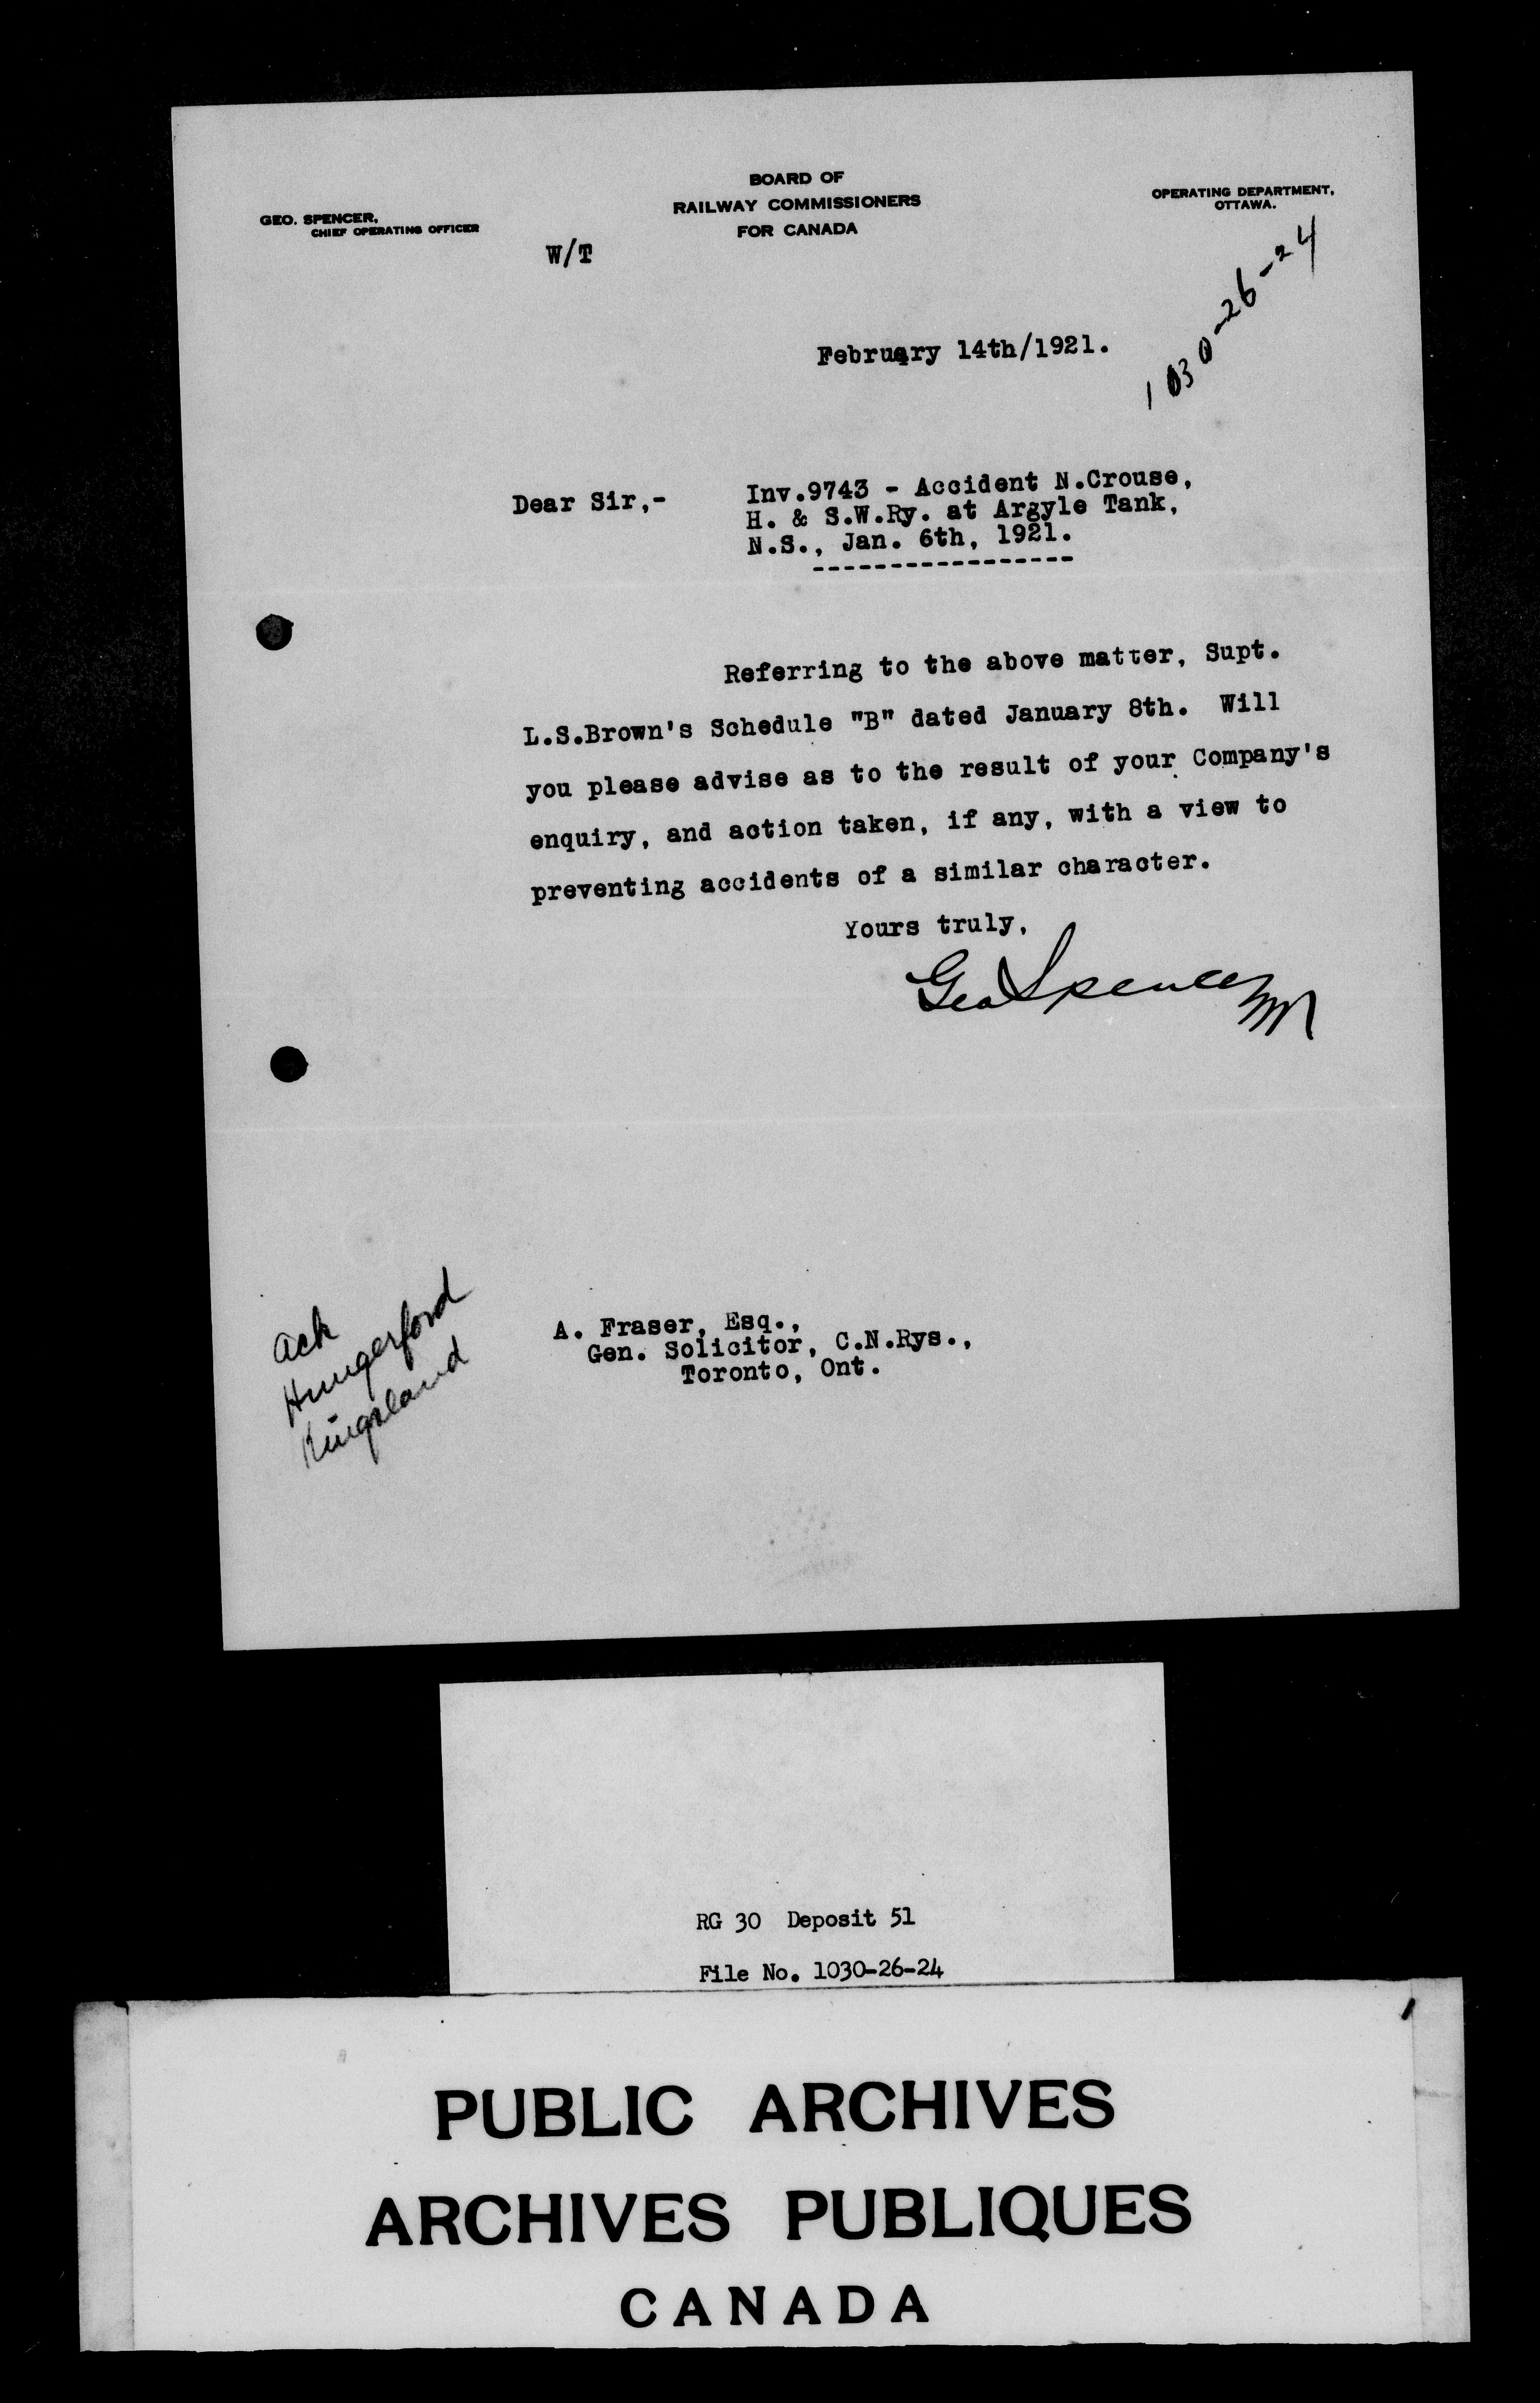 BOARD OF
RAILWAY COMMISSIONERS
FOR CANADA
GEO. SPENCER,
CHIEF OPERATING OFFICER
OPERATING DEPARTMENT,
OTTAWA.
W/T
1030-26-24
February 14th/1921.
Dear Sir,-
Inv.9743 - Accident N.Crouse,
H. & S.W.Ry. at Argyle Tank,
N.S., Jan. 6th, 1921.
-----------------
Referring to the above matter, Supt.
L.S.Brown's Schedule "B" dated January 8th. Will
you please advise as to the result of your Company's
enquiry, and action taken, if any, with a view to
preventing accidents of a similar character.
Yours truly,
Geo Spencer
Ack
Hungerford
Kingsland
A. Fraser, Esq.,
Gen. Solicitor, C.N.Rys.,
Toronto, Ont.
RG 30 Deposit 51
File No. 1030-26-24
PUBLIC ARCHIVES
ARCHIVES PUBLIQUES
CANADA